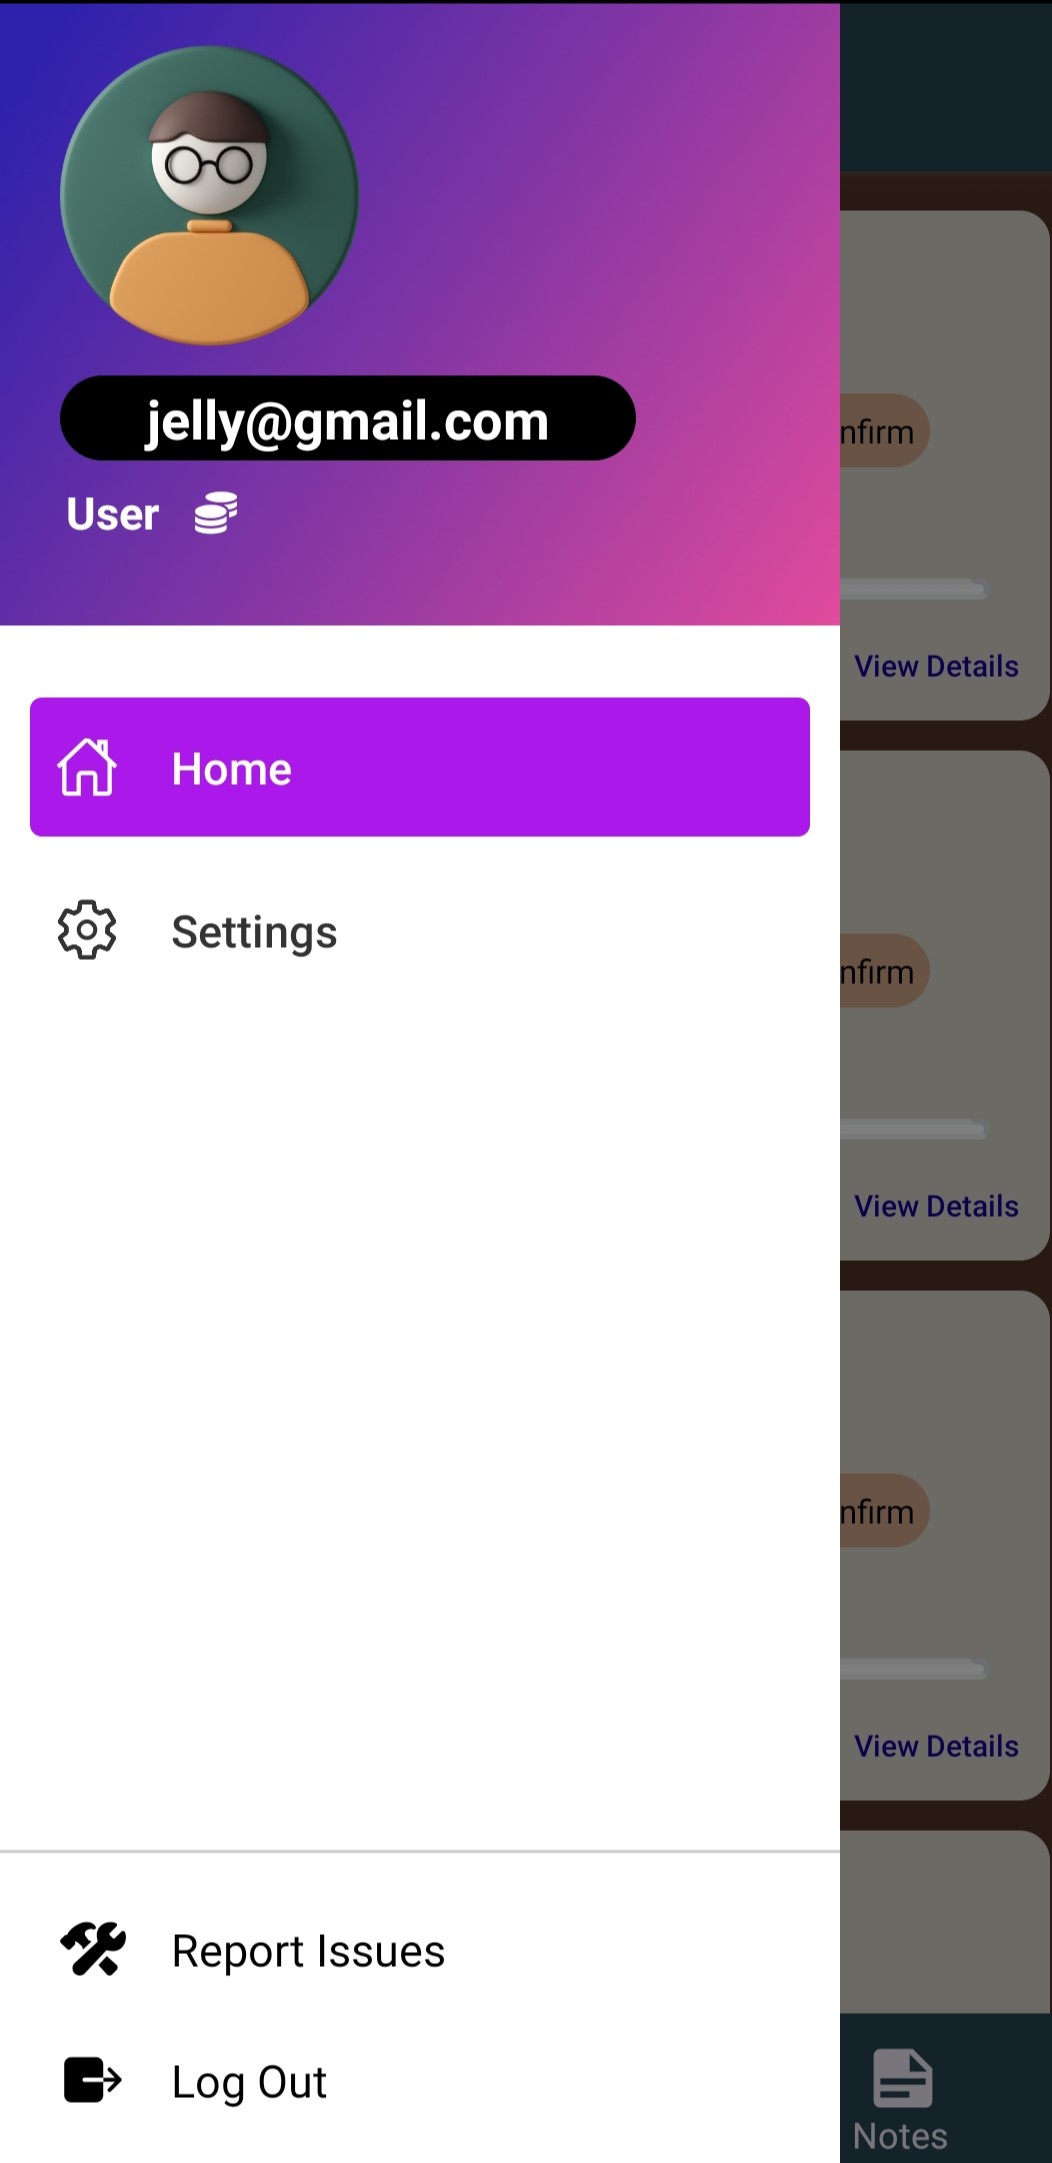 jelly@gmail.com
User
Home
Settings
Report Issues
Log Out
nfirm
View Details
nfirm
View Details
nfirm
View Details
Notes